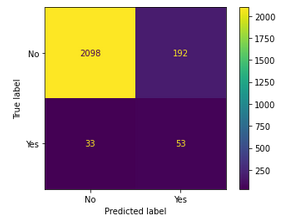 No
2098
192
Yes
33
53
No
Yes
True label
Predicted label
2000
1750
1500
1250
1000
750
500
250